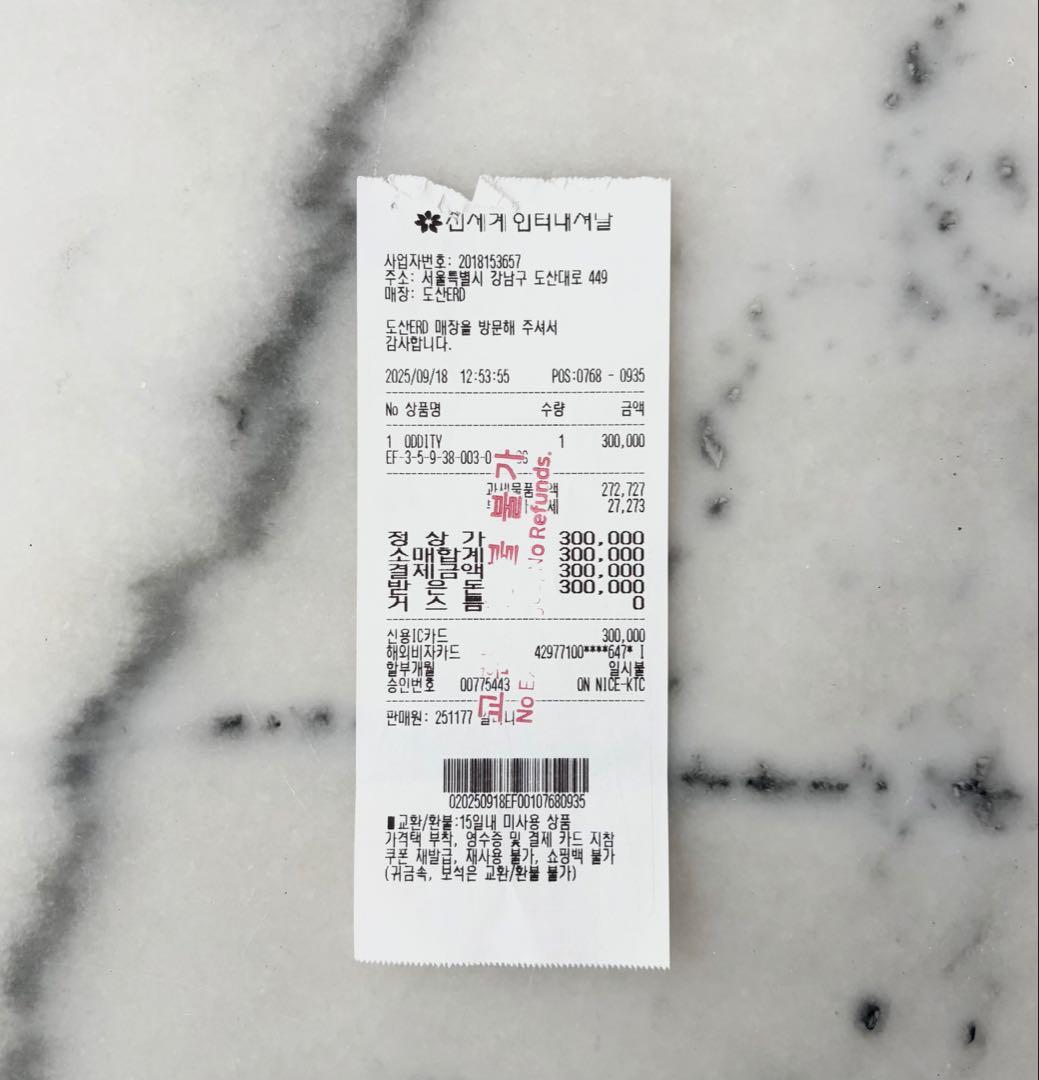 신세계인터내셔날
사업자번호: 2018153657
주소: 서울특별시 강남구 도산대로 449
매장: 도산ERD
도산ERD 매장을 방문해 주셔서
감사합니다.
2025/09/18 12:53:55 POS:0768 - 0935
No 상품명 수량 금액
1 ODDITY 1 300,000
EF-3-5-9-38-003-0
272,727
27,273
정 상 가 300,000
소매합계 300,000
결제금액 300,000
받 은 돈 300,000
거 스 름 0
신용IC카드 300,000
해외비자카드 42977100****647* I
할부개월 일시불
승인번호 00775443 ON NICE-KTC
판매원: 251177
불가
No Refunds.
No
020250918EF00107680935
■교환/환불:15일내 미사용 상품
가격택 부착, 영수증 및 결제 카드 지참
쿠폰 재발급, 재사용 불가, 쇼핑백 불가
(귀금속, 보석은 교환/환불 불가)